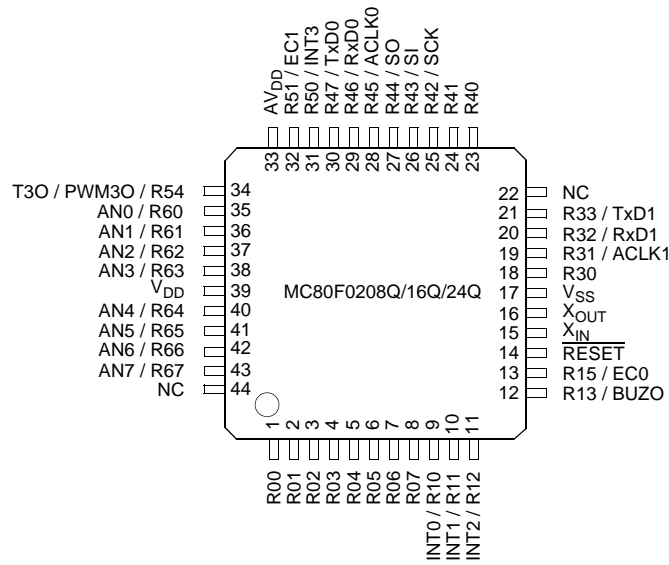 AVDD
R51 / EC1
R50 / INT3
R47 / TxD0
R46 / RxD0
R45 / ACLK0
R44 / SO
R43 / SI
R42 / SCK
R41
R40
33
32
31
30
29
28
27
26
25
24
23
T3O / PWM3O / R54
AN0 / R60
AN1 / R61
AN2 / R62
AN3 / R63
VDD
AN4 / R64
AN5 / R65
AN6 / R66
AN7 / R67
NC
34
35
36
37
38
39
40
41
42
43
44
MC80F0208Q/16Q/24Q
22
21
20
19
18
17
16
15
14
13
12
NC
R33 / TxD1
R32 / RxD1
R31 / ACLK1
R30
VSS
XOUT
XIN
RESET
R15 / EC0
R13 / BUZO
1
2
3
4
5
6
7
8
9
10
11
R00
R01
R02
R03
R04
R05
R06
R07
INT0 / R10
INT1 / R11
INT2 / R12